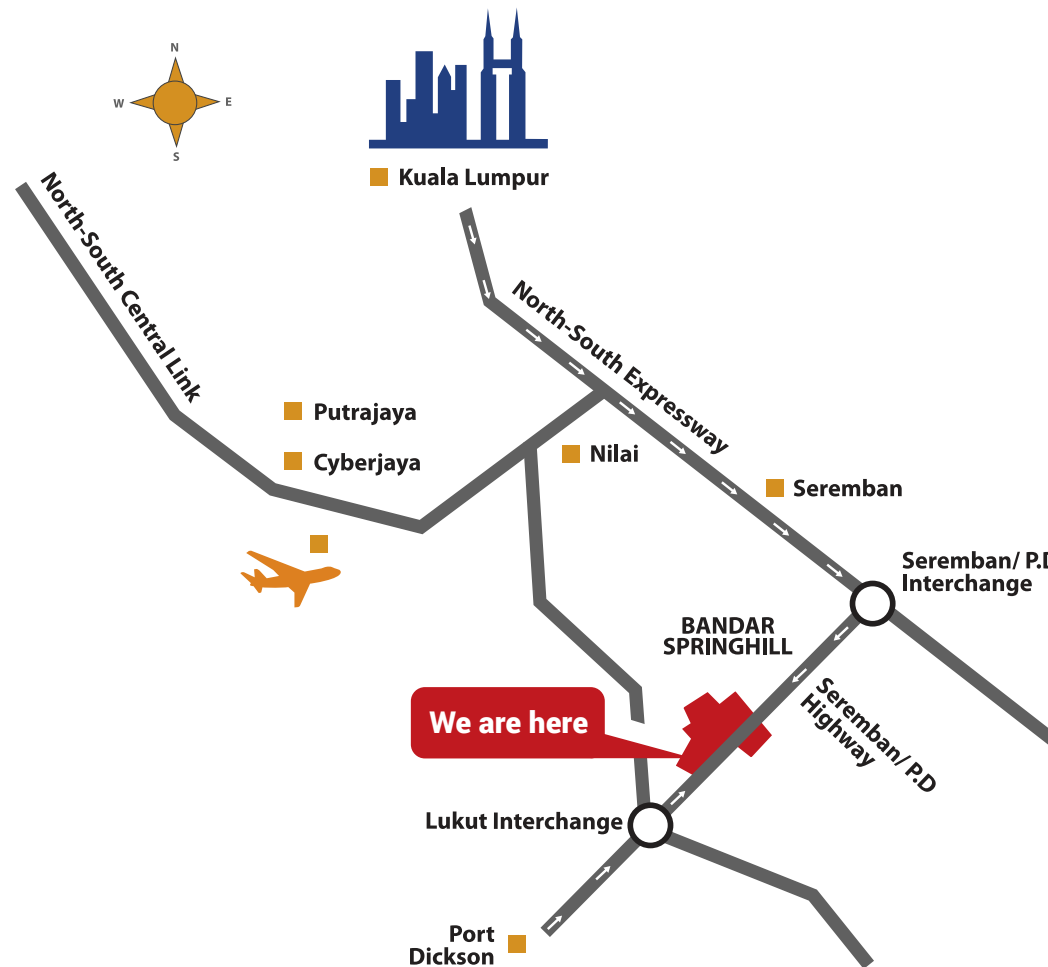 N
W
E
S
Kuala Lumpur
North-South Central Link
North-South Expressway
Putrajaya
Cyberjaya
Nilai
Seremban
Seremban/ P.D
Interchange
BANDAR
SPRINGHILL
Seremban/ P.D
Highway
We are here
Lukut Interchange
Port
Dickson